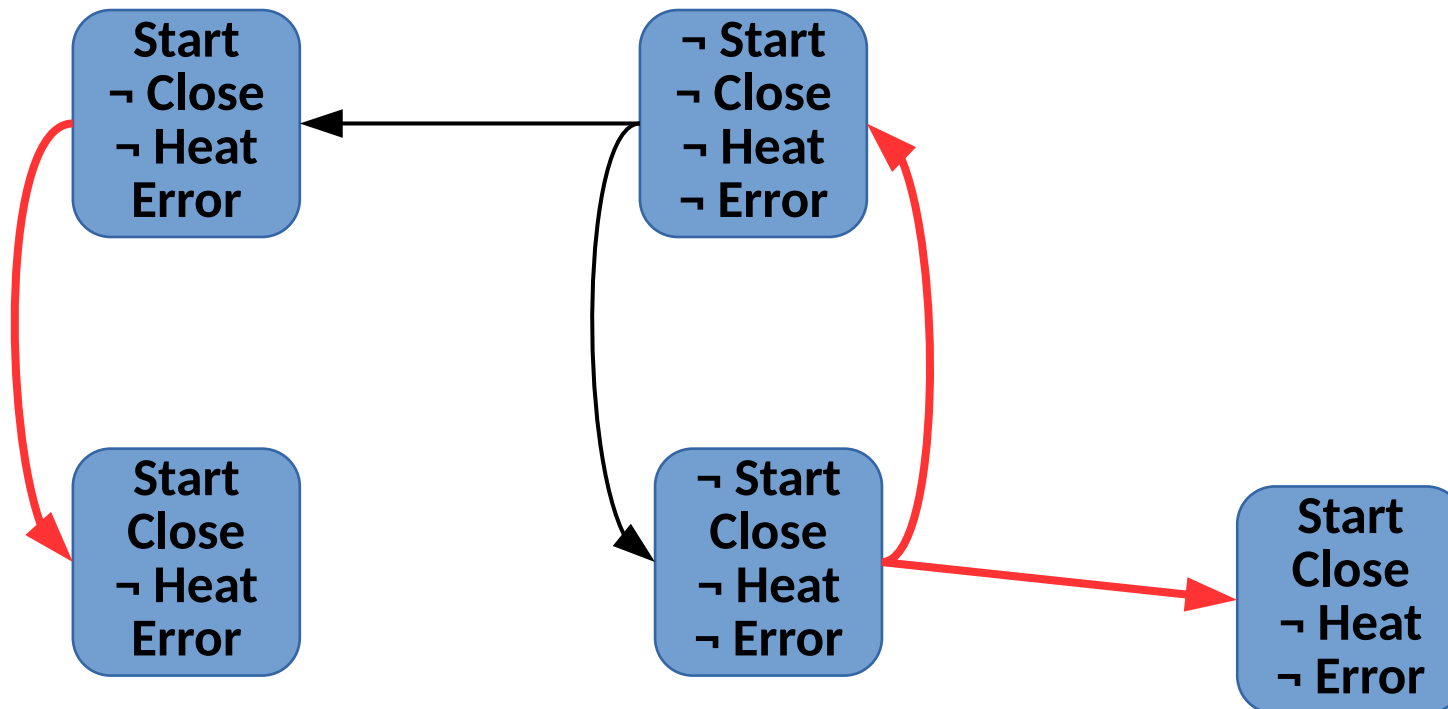 Start
¬ Close
¬ Heat
Error
¬ Start
¬ Close
¬ Heat
¬ Error
Start
Close
¬ Heat
Error
¬ Start
Close
¬ Heat
¬ Error
Start
Close
¬ Heat
¬ Error